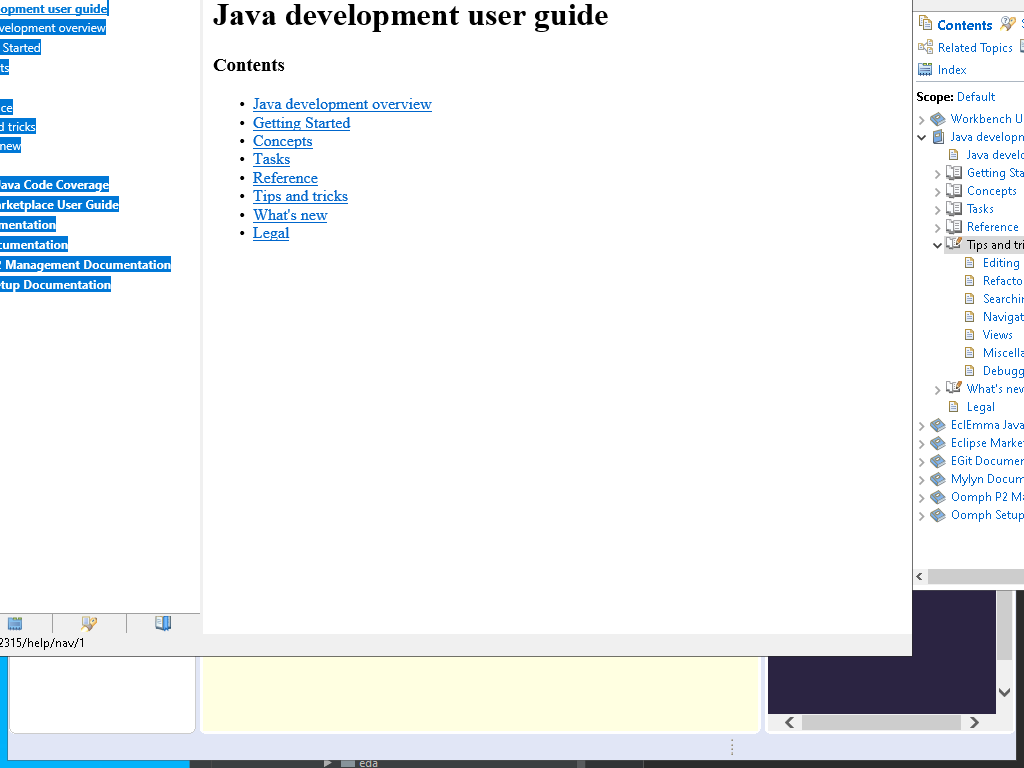 opment user guide
velopment overview
Started
ts
ce
d tricks
new
ava Code Coverage
rketplace User Guide
mentation
cumentation
2 Management Documentation
tup Documentation
2315/help/nav/1
Java development user guide
Contents
• Java development overview
• Getting Started
• Concepts
• Tasks
• Reference
• Tips and tricks
• What's new
• Legal
Contents
Related Topics
Index
Scope: Default
Workbench U
Java developm
Java develo
Getting Sta
Concepts
Tasks
Reference
Tips and tri
Editing
Refacto
Searchin
Navigat
Views
Miscella
Debugg
What's new
Legal
EclEmma Java
Eclipse Marke
EGit Documen
Mylyn Docum
Oomph P2 Ma
Oomph Setup
eda